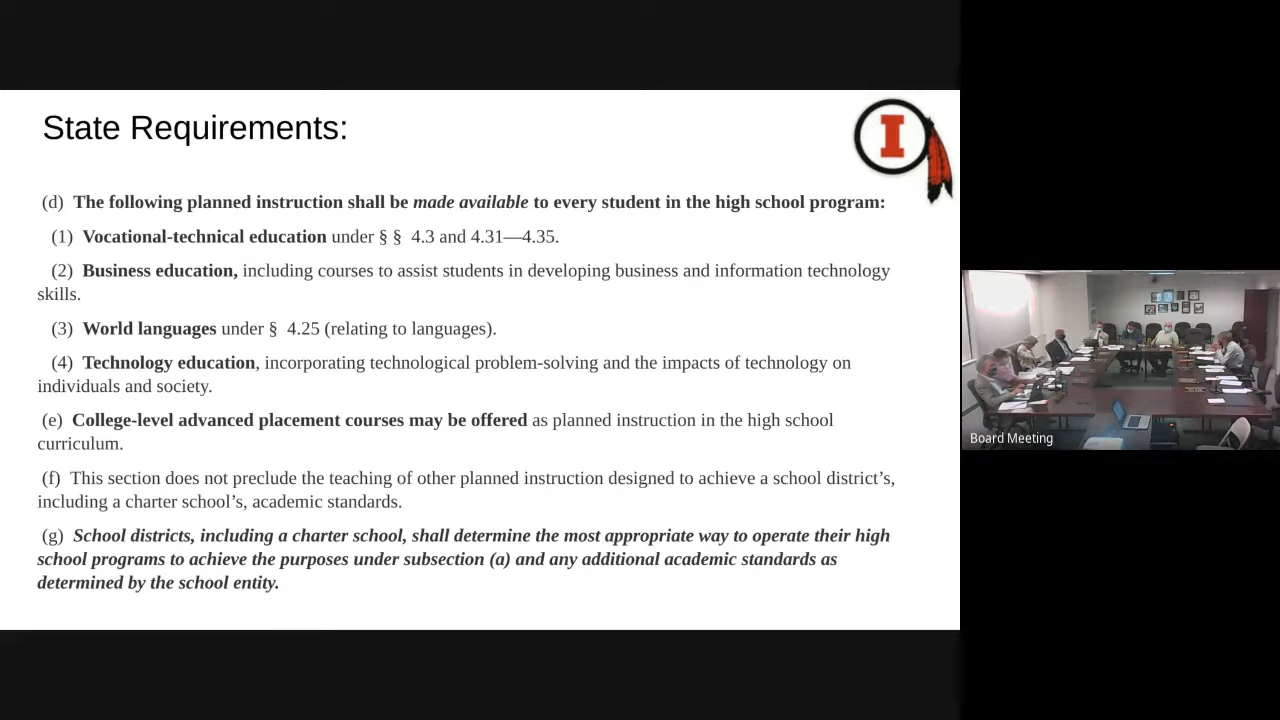 State Requirements:
I
(d) The following planned instruction shall be made available to every student in the high school program:
(1) Vocational-technical education under § § 4.3 and 4.31—4.35.
(2) Business education, including courses to assist students in developing business and information technology
skills.
(3) World languages under § 4.25 (relating to languages).
(4) Technology education, incorporating technological problem-solving and the impacts of technology on
individuals and society.
(e) College-level advanced placement courses may be offered as planned instruction in the high school
curriculum.
(f) This section does not preclude the teaching of other planned instruction designed to achieve a school district’s,
including a charter school’s, academic standards.
(g) School districts, including a charter school, shall determine the most appropriate way to operate their high
school programs to achieve the purposes under subsection (a) and any additional academic standards as
determined by the school entity.
Board Meeting